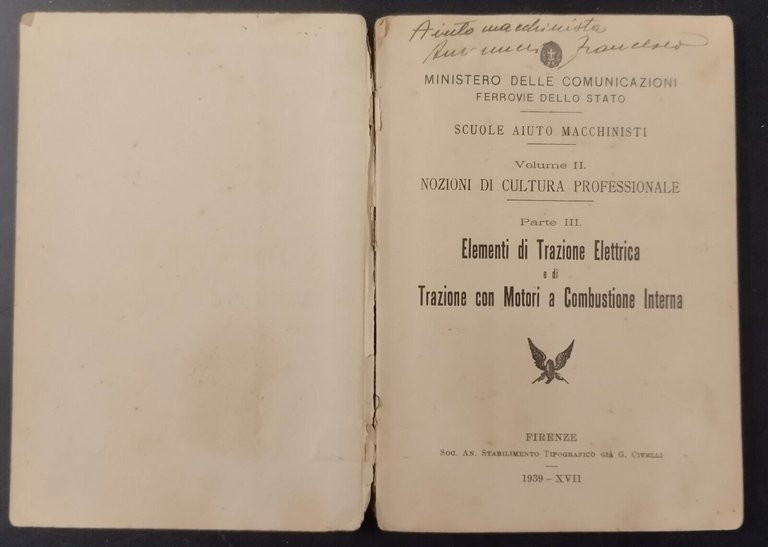 Aiuto macchinista
Francesco
MINISTERO DELLE COMUNICAZIONI
FERROVIE DELLO STATO
SCUOLE AIUTO MACCHINISTI
Volume II.
NOZIONI DI CULTURA PROFESSIONALE
Parte III.
Elementi di Trazione Elettrica
e di
Trazione con Motori a Combustione Interna
FIRENZE
Soc. An. Stabilimento Tipografico già G. Civelli
1939 - XVII